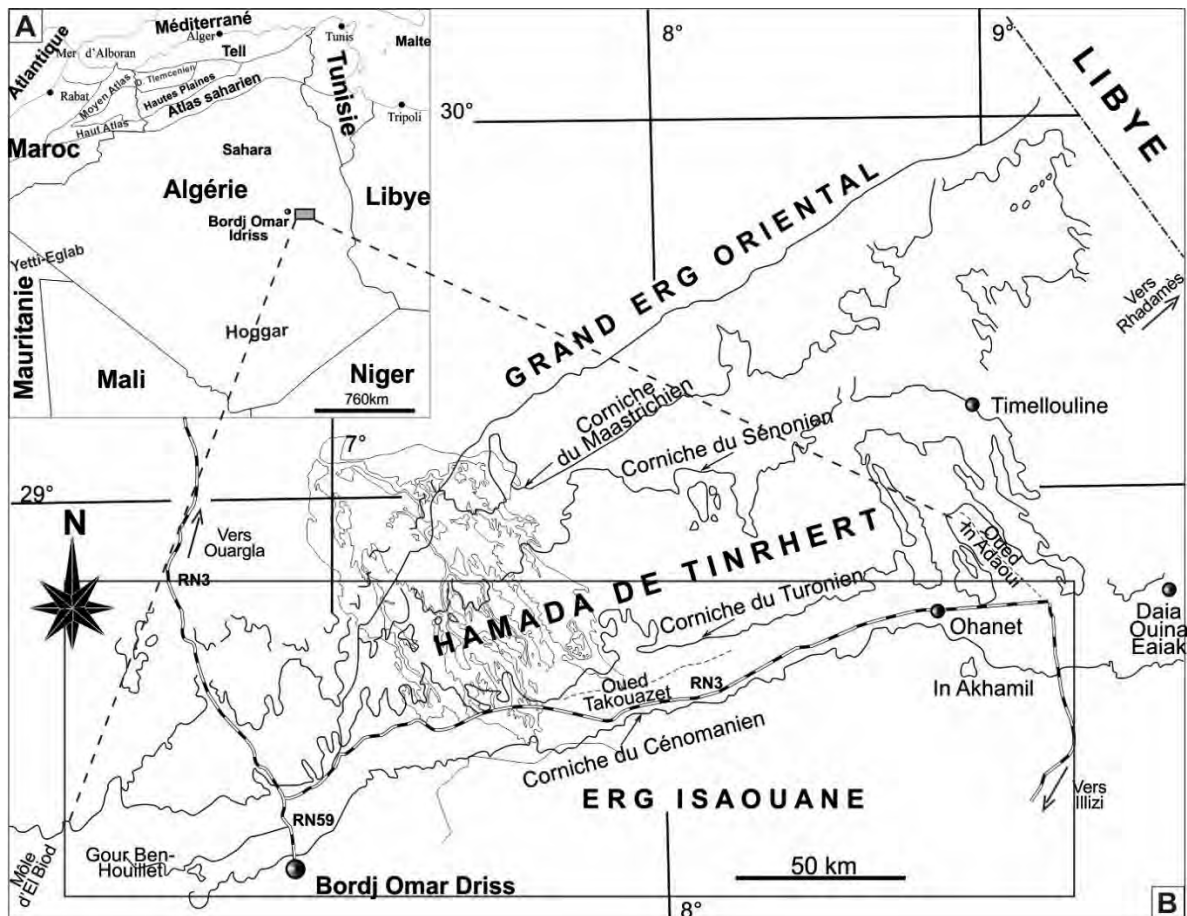 A
Méditerrané
Alger
Tunis
Malte
Mer d'Alboran
Tell
Atlantique
D. Tlemcenien
Rabat
Moyen Atlas
Hautes Plaines
Atlas saharien
Tunisie
Tripoli
Haut Atlas
Maroc
Sahara
Algérie
Libye
Bordj Omar
Idriss
Yetti-Eglab
Mauritanie
Hoggar
Mali
Niger
760km
8°
9°
30°
LIBYE
GRAND ERG ORIENTAL
Vers
Rhadamès
Corniche
du Maastrichien
Corniche du Sénonien
Timellouline
7°
29°
N
Vers
Ouargla
RN3
HAMADA DE TINRHERT
Oued
In Adaoui
Corniche du Turonien
Ohanet
Daia
Ouina
Eaiak
In Akhamil
Oued
Takouazet
RN3
Corniche du Cénomanien
ERG ISAOUANE
Vers
Illizi
RN59
Môle
d'El Biod
Gour Ben-
Houillet
Bordj Omar Driss
50 km
8°
B